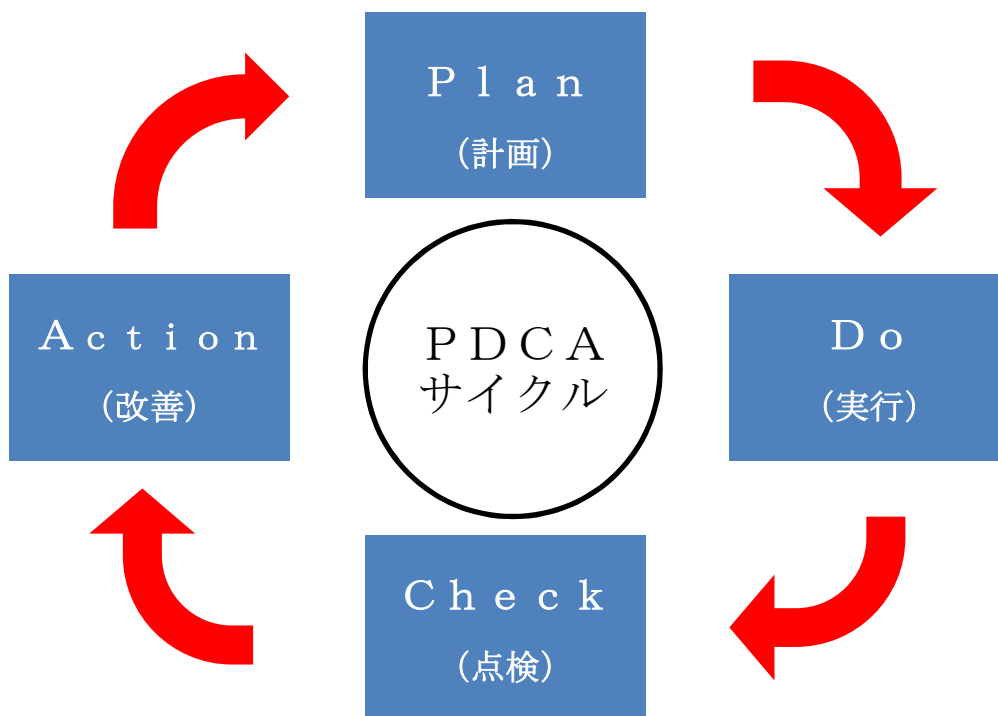 Ｐｌａｎ
（計画）
Ａｃｔｉｏｎ
（改善）
ＰＤＣＡ
サイクル
Ｄｏ
（実行）
Ｃｈｅｃｋ
（点検）